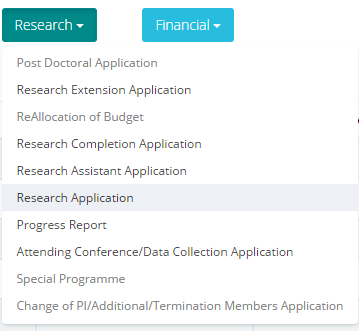 Research Financial
Post Doctoral Application
Research Extension Application
ReAllocation of Budget
Research Completion Application
Research Assistant Application
Research Application
Progress Report
Attending Conference/Data Collection Application
Special Programme
Change of PI/Additional/Termination Members Application